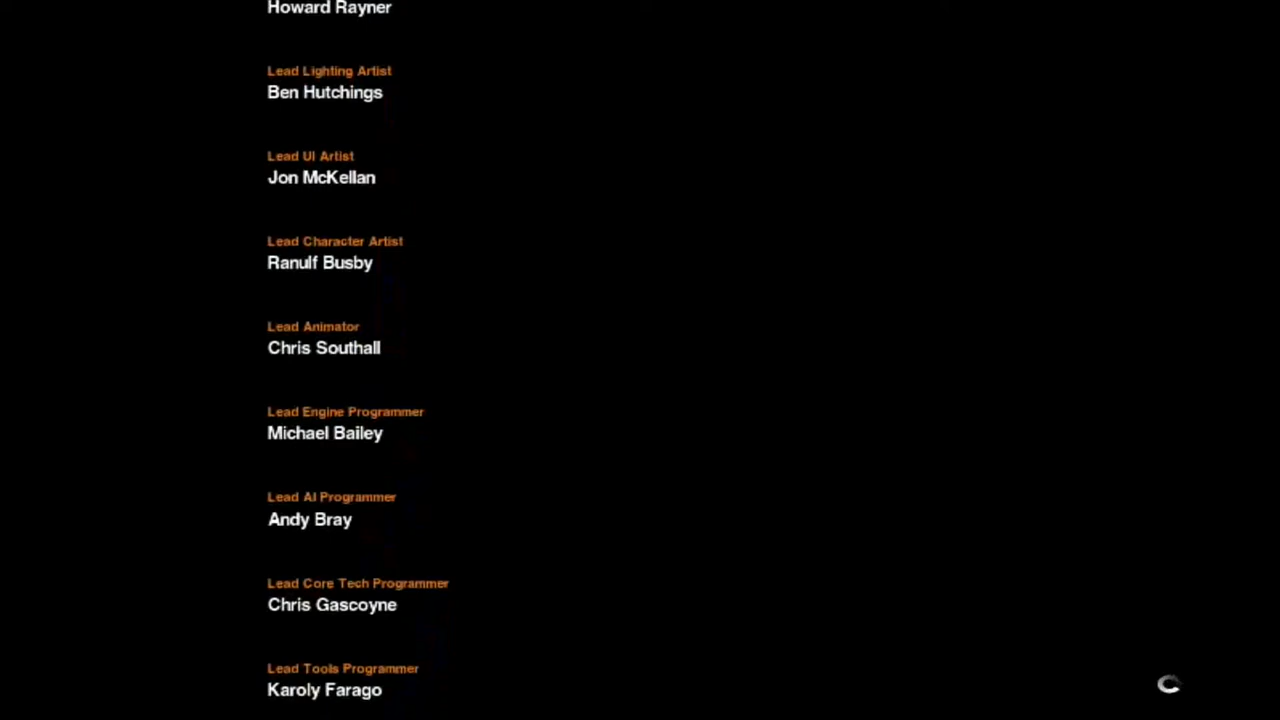 Howard Rayner
Lead Lighting Artist
Ben Hutchings
Lead UI Artist
Jon McKellan
Lead Character Artist
Ranulf Busby
Lead Animator
Chris Southall
Lead Engine Programmer
Michael Bailey
Lead AI Programmer
Andy Bray
Lead Core Tech Programmer
Chris Gascoyne
Lead Tools Programmer
Karoly Farago